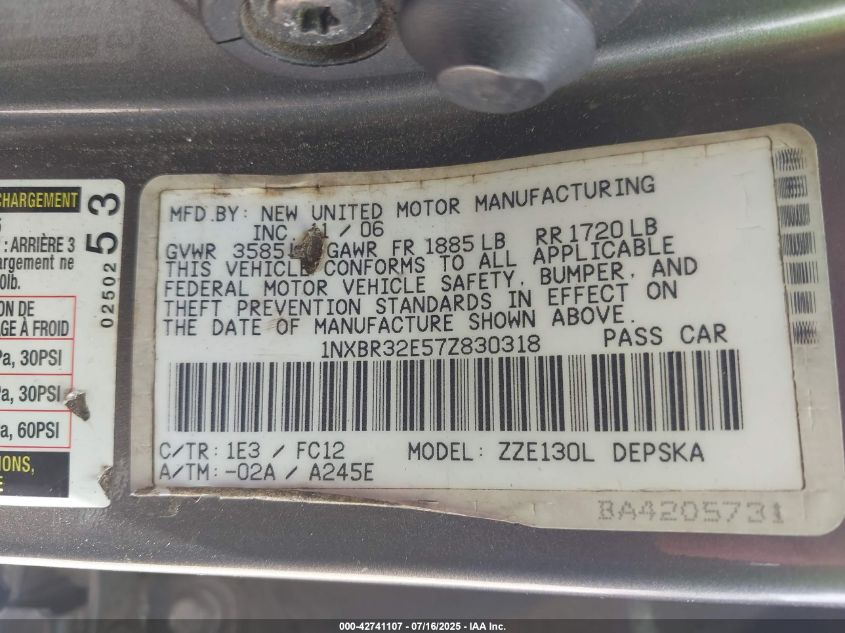 CHARGEMENT
: ARRIÈRE 3
argement ne
0lb.
ON DE
AGE À FROID
Pa, 30PSI
a, 30PSI
a, 60PSI
IONS,
E
53
02502
MFD.BY: NEW UNITED MOTOR MANUFACTURING
INC. 1 / 06
GVWR 3585 GAWR FR 1885 LB RR 1720 LB
THIS VEHICLE CONFORMS TO ALL APPLICABLE
FEDERAL MOTOR VEHICLE SAFETY, BUMPER, AND
THEFT PREVENTION STANDARDS IN EFFECT ON
THE DATE OF MANUFACTURE SHOWN ABOVE.
1NXBR32E57Z830318 PASS CAR
C/TR: 1E3 / FC12 MODEL: ZZE130L DEPSKA
A/TM: -02A / A245E
BA4205731
000-42741107 - 07/16/2025 - IAA Inc.